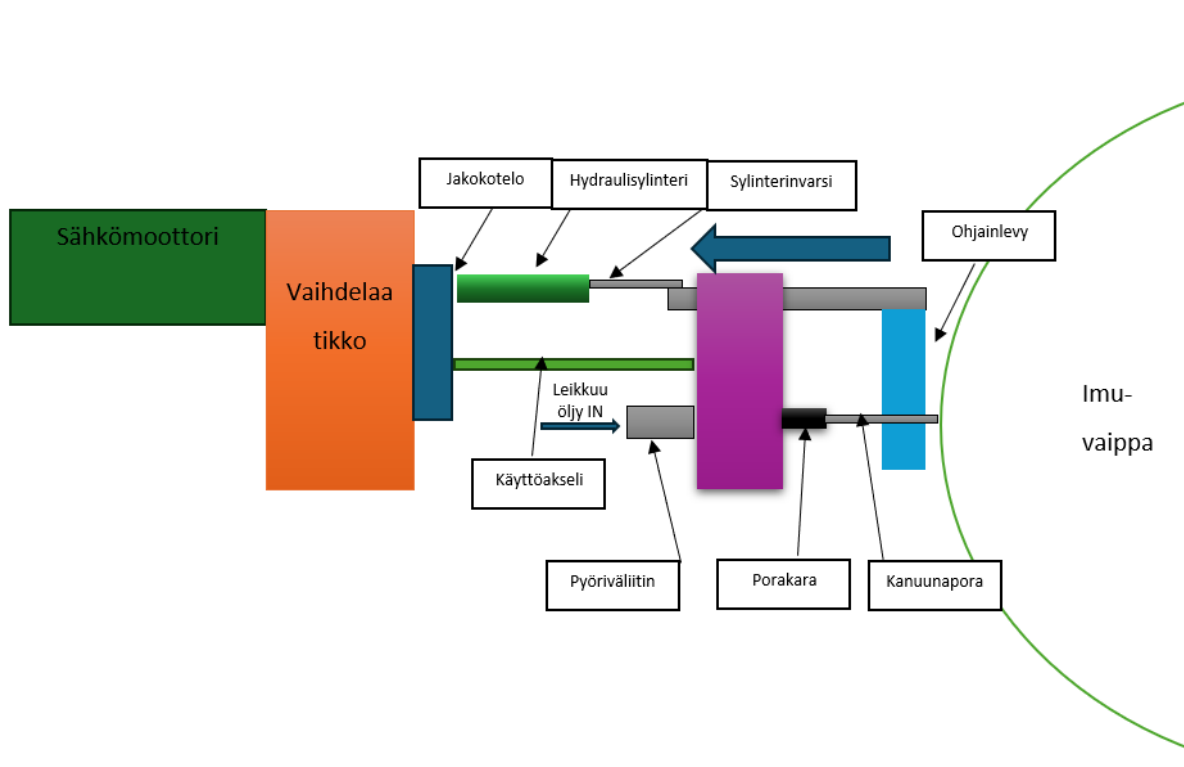 Jakokotelo
Hydraulisylinteri
Sylinterinvarsi
Sähkömoottori
Ohjainlevy
Vaihdelaa
tikko
Leikkuu
öljy IN
Imu-
vaippa
Käyttöakseli
Pyöriväliitin
Porakara
Kanuunapora